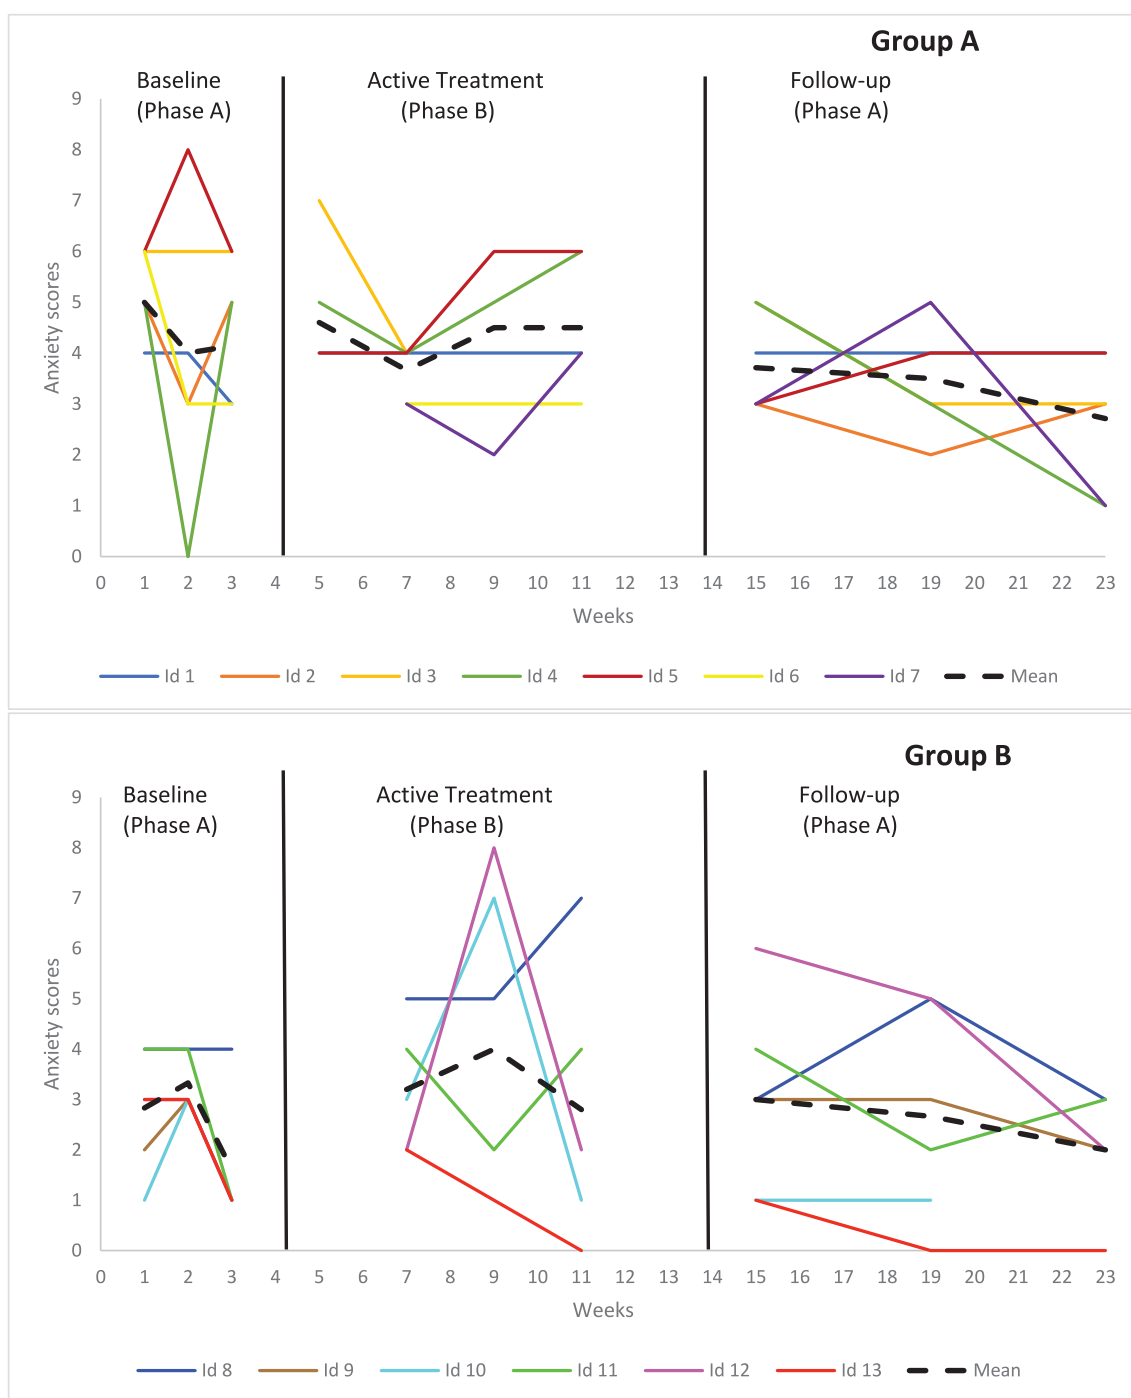 Group A
Baseline
(Phase A)
Active Treatment
(Phase B)
Follow-up
(Phase A)
9
8
7
6
5
4
3
2
1
0
Anxiety scores
0 1 2 3 4 5 6 7 8 9 10 11 12 13 14 15 16 17 18 19 20 21 22 23
Weeks
Id 1 Id 2 Id 3 Id 4 Id 5 Id 6 Id 7 Mean
Group B
Baseline
(Phase A)
Active Treatment
(Phase B)
Follow-up
(Phase A)
9
8
7
6
5
4
3
2
1
0
Anxiety scores
0 1 2 3 4 5 6 7 8 9 10 11 12 13 14 15 16 17 18 19 20 21 22 23
Weeks
Id 8 Id 9 Id 10 Id 11 Id 12 Id 13 Mean